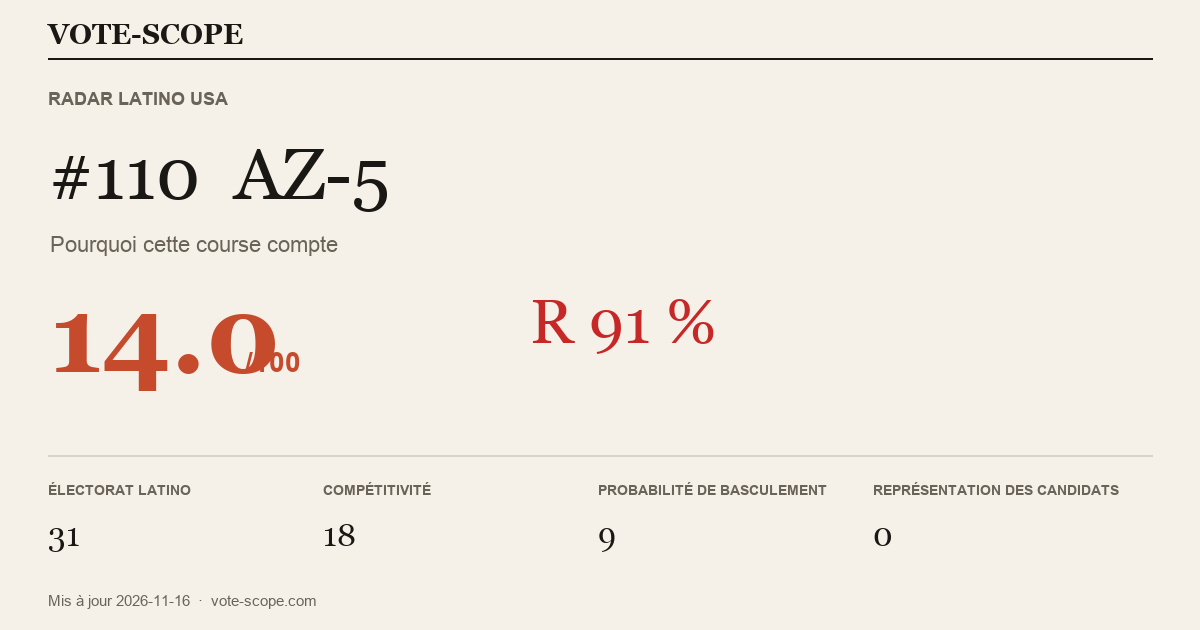 VOTE-SCOPE
RADAR LATINO USA
#110 AZ-5
Pourquoi cette course compte
14.0 /100
R 91 %
ÉLECTORAT LATINO
COMPÉTITIVITÉ
PROBABILITÉ DE BASCULEMENT
REPRÉSENTATION DES CANDIDATS
31
18
9
0
Mis à jour 2026-11-16 · vote-scope.com